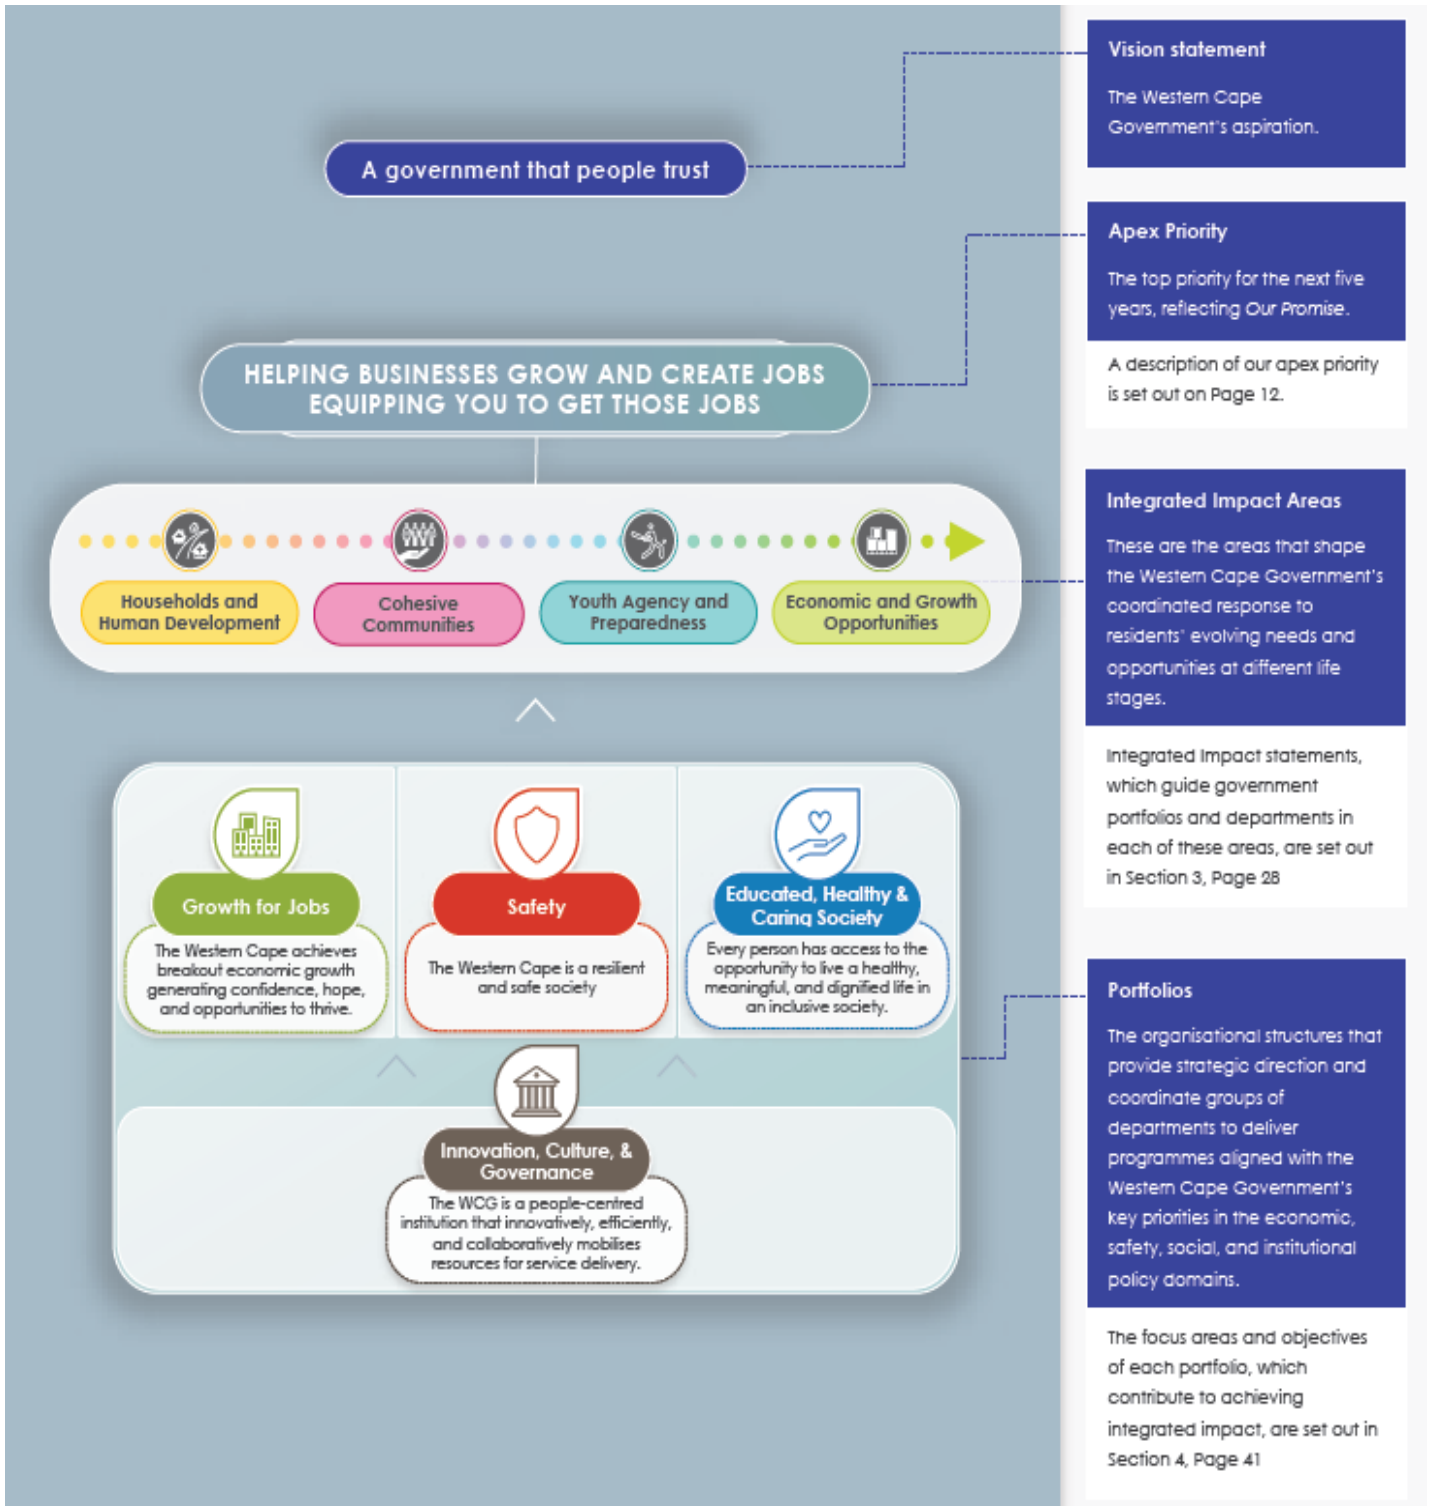 A government that people trust
HELPING BUSINESSES GROW AND CREATE JOBS
EQUIPPING YOU TO GET THOSE JOBS
Households and
Human Development
Cohesive
Communities
Youth Agency and
Preparedness
Economic and Growth
Opportunities
Growth for Jobs
The Western Cape achieves
breakout economic growth
generating confidence, hope,
and opportunities to thrive.
Safety
The Western Cape is a resilient
and safe society
Educated, Healthy &
Caring Society
Every person has access to the
opportunity to live a healthy,
meaningful, and dignified life in
an inclusive society.
Innovation, Culture, &
Governance
The WCG is a people-centred
institution that innovatively, efficiently,
and collaboratively mobilises
resources for service delivery.
Vision statement
The Western Cape
Government's aspiration.
Apex Priority
The top priority for the next five
years, reflecting Our Promise.
A description of our apex priority
is set out on Page 12.
Integrated Impact Areas
These are the areas that shape
the Western Cape Government's
coordinated response to
residents' evolving needs and
opportunities at different life
stages.
Integrated Impact statements,
which guide government
portfolios and departments in
each of these areas, are set out
in Section 3, Page 28
Portfolios
The organisational structures that
provide strategic direction and
coordinate groups of
departments to deliver
programmes aligned with the
Western Cape Government's
key priorities in the economic,
safety, social, and institutional
policy domains.
The focus areas and objectives
of each portfolio, which
contribute to achieving
integrated impact, are set out in
Section 4, Page 41